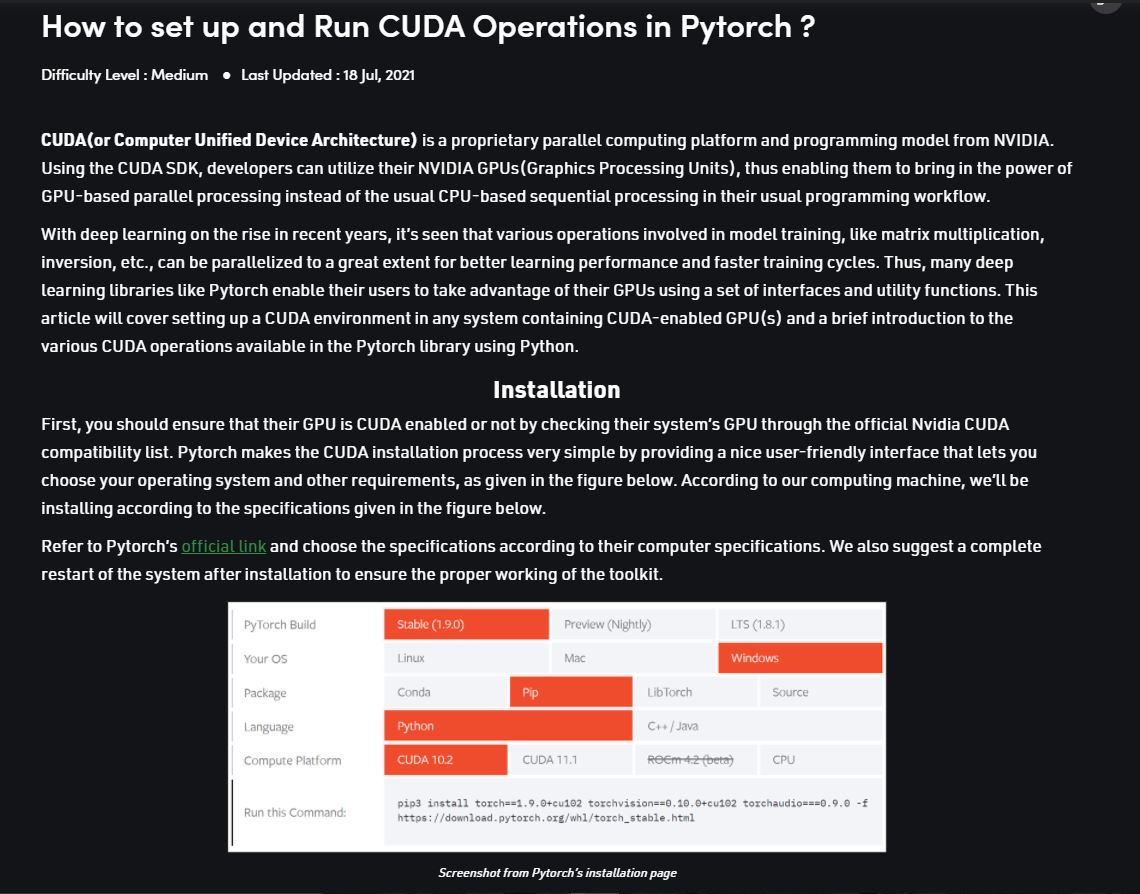 How to set up and Run CUDA Operations in Pytorch ?
Difficulty Level : Medium ● Last Updated : 18 Jul, 2021
CUDA(or Computer Unified Device Architecture) is a proprietary parallel computing platform and programming model from NVIDIA.
Using the CUDA SDK, developers can utilize their NVIDIA GPUs(Graphics Processing Units), thus enabling them to bring in the power of
GPU-based parallel processing instead of the usual CPU-based sequential processing in their usual programming workflow.
With deep learning on the rise in recent years, it's seen that various operations involved in model training, like matrix multiplication,
inversion, etc., can be parallelized to a great extent for better learning performance and faster training cycles. Thus, many deep
learning libraries like Pytorch enable their users to take advantage of their GPUs using a set of interfaces and utility functions. This
article will cover setting up a CUDA environment in any system containing CUDA-enabled GPU(s) and a brief introduction to the
various CUDA operations available in the Pytorch library using Python.
Installation
First, you should ensure that their GPU is CUDA enabled or not by checking their system's GPU through the official Nvidia CUDA
compatibility list. Pytorch makes the CUDA installation process very simple by providing a nice user-friendly interface that lets you
choose your operating system and other requirements, as given in the figure below. According to our computing machine, we'll be
installing according to the specifications given in the figure below.
Refer to Pytorch's official link and choose the specifications according to their computer specifications. We also suggest a complete
restart of the system after installation to ensure the proper working of the toolkit.
PyTorch Build Stable (1.9.0) Preview (Nightly) LTS (1.8.1)
Your OS Linux Mac Windows
Package Conda Pip LibTorch Source
Language Python C++ / Java
Compute Platform CUDA 10.2 CUDA 11.1 ROCm 4.2 (beta) CPU
Run this Command: pip3 install torch==1.9.0+cu102 torchvision==0.10.0+cu102 torchaudio===0.9.0 -f
https://download.pytorch.org/whl/torch_stable.html
Screenshot from Pytorch's installation page